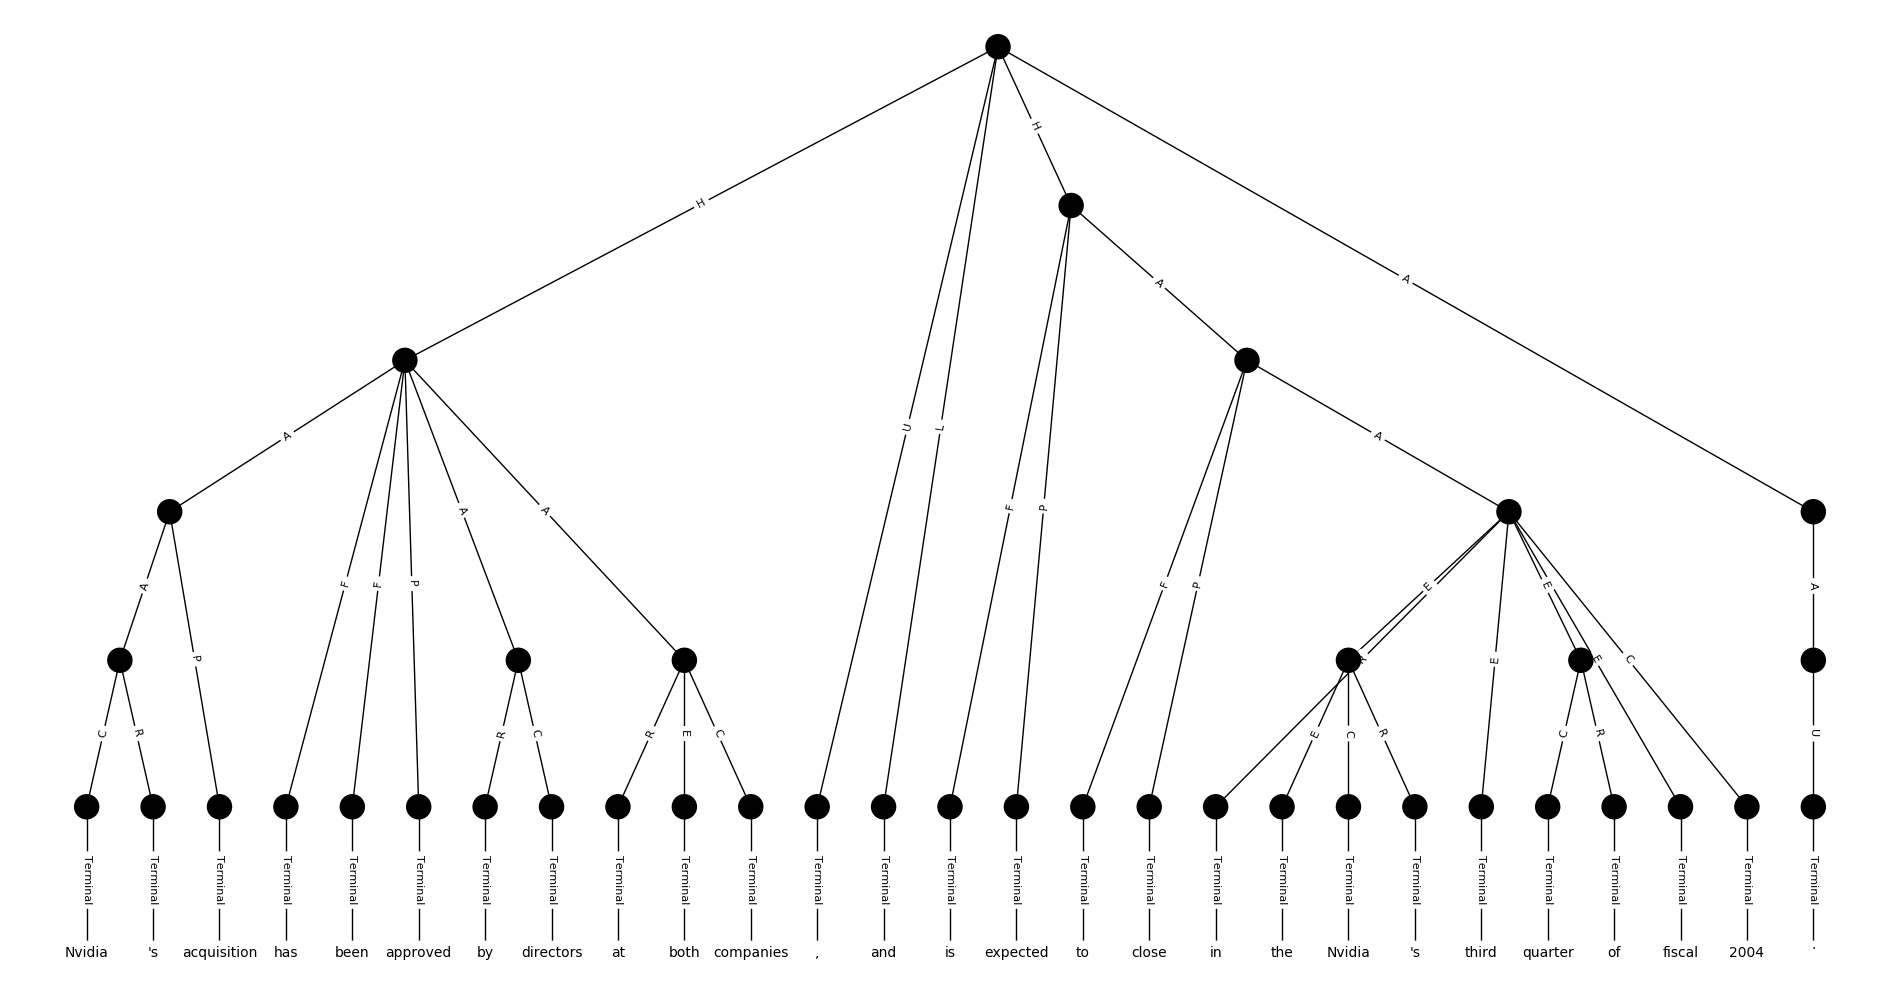 H
H
A
A
U
L
A
A
A
A
F
P
A
A
F
F
P
F
P
E
E
A
P
R
E
E
C
C
R
R
C
R
E
C
E
C
R
C
R
U
Terminal Terminal Terminal Terminal Terminal Terminal Terminal Terminal Terminal Terminal Terminal Terminal Terminal Terminal Terminal Terminal Terminal Terminal Terminal Terminal Terminal Terminal Terminal Terminal Terminal Terminal Terminal
Nvidia 's acquisition has been approved by directors at both companies , and is expected to close in the Nvidia 's third quarter of fiscal 2004 .